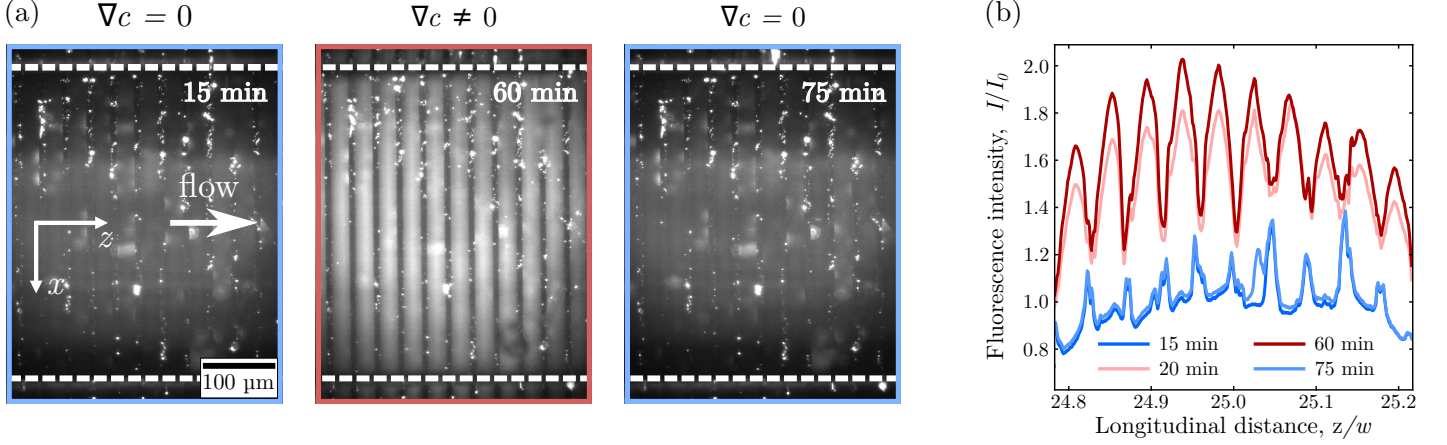 (a)
∇c = 0
∇c ≠ 0
∇c = 0
(b)
15 min
60 min
75 min
flow
z
x
100 µm
Fluorescence intensity, I/I0
2.0
1.8
1.6
1.4
1.2
1.0
0.8
15 min
60 min
20 min
75 min
24.8
24.9
25.0
25.1
25.2
Longitudinal distance, z/w